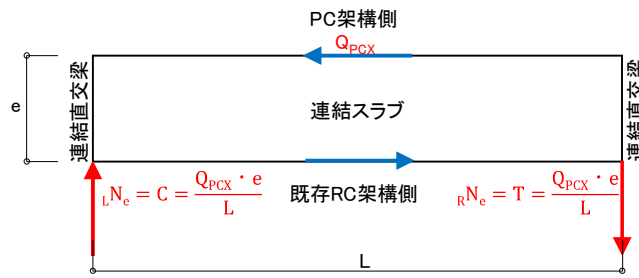 PC架構側
Q_PCX
e
連結直交梁
連結スラブ
連結直交梁
_LN_e = C = Q_PCX・e / L
既存RC架構側
_RN_e = T = Q_PCX・e / L
L